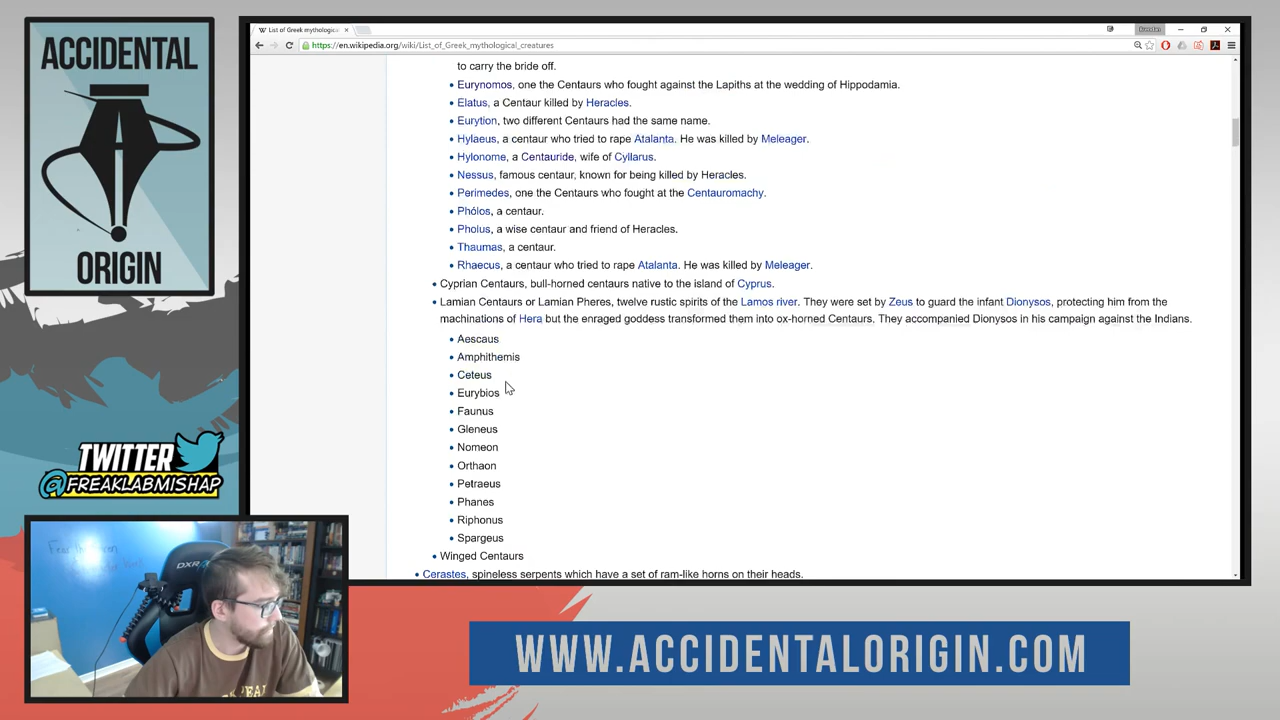 ACCIDENTAL
ORIGIN
TWITTER
@FREAKLABMISHAP
List of Greek mythologica
https://en.wikipedia.org/wiki/List_of_Greek_mythological_creatures
to carry the bride off.
Eurynomos, one the Centaurs who fought against the Lapiths at the wedding of Hippodamia.
Elatus, a Centaur killed by Heracles.
Eurytion, two different Centaurs had the same name.
Hylaeus, a centaur who tried to rape Atalanta. He was killed by Meleager.
Hylonome, a Centauride, wife of Cyllarus.
Nessus, famous centaur, known for being killed by Heracles.
Perimedes, one the Centaurs who fought at the Centauromachy.
Phólos, a centaur.
Pholus, a wise centaur and friend of Heracles.
Thaumas, a centaur.
Rhaecus, a centaur who tried to rape Atalanta. He was killed by Meleager.
Cyprian Centaurs, bull-horned centaurs native to the island of Cyprus.
Lamian Centaurs or Lamian Pheres, twelve rustic spirits of the Lamos river. They were set by Zeus to guard the infant Dionysos, protecting him from the
machinations of Hera but the enraged goddess transformed them into ox-horned Centaurs. They accompanied Dionysos in his campaign against the Indians.
Aescaus
Amphithemis
Ceteus
Eurybios
Faunus
Gleneus
Nomeon
Orthaon
Petraeus
Phanes
Riphonus
Spargeus
Winged Centaurs
Cerastes, spineless serpents which have a set of ram-like horns on their heads.
DXR
WWW.ACCIDENTALORIGIN.COM